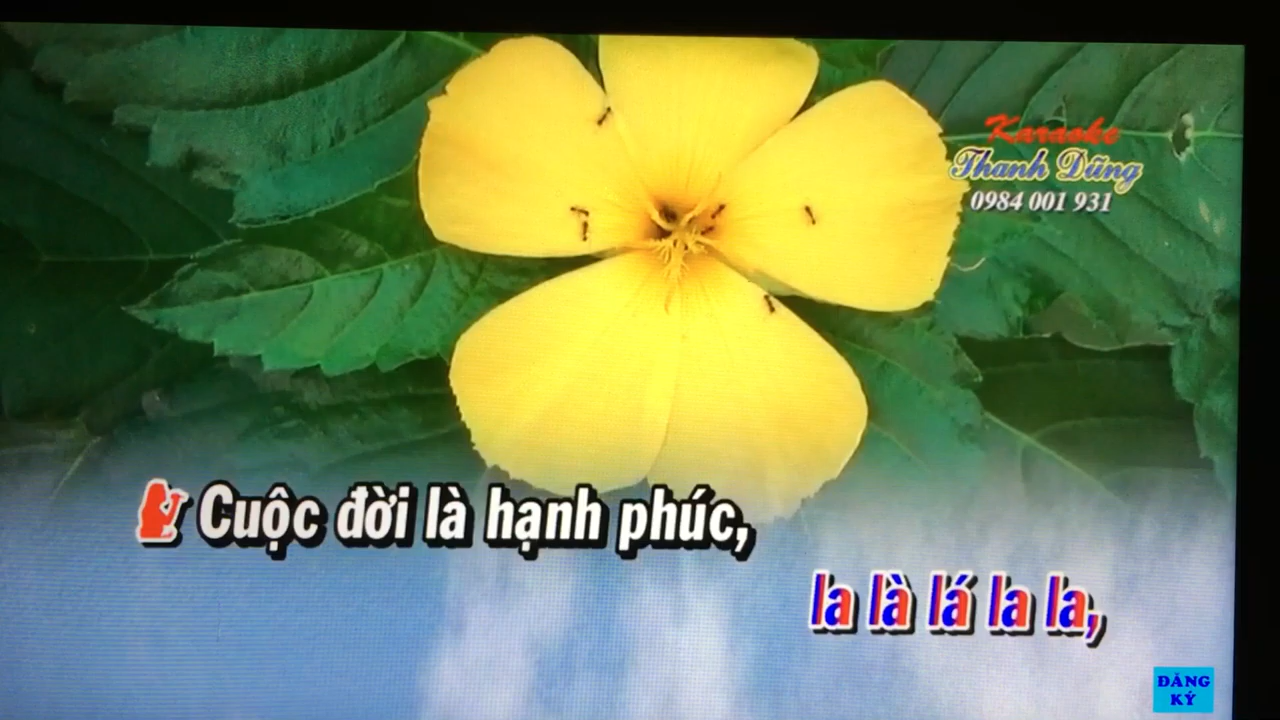 Karaoke
Thanh Dũng
0984 001 931
Cuộc đời là hạnh phúc,
la là lá la la,
ĐĂNG
KÝ